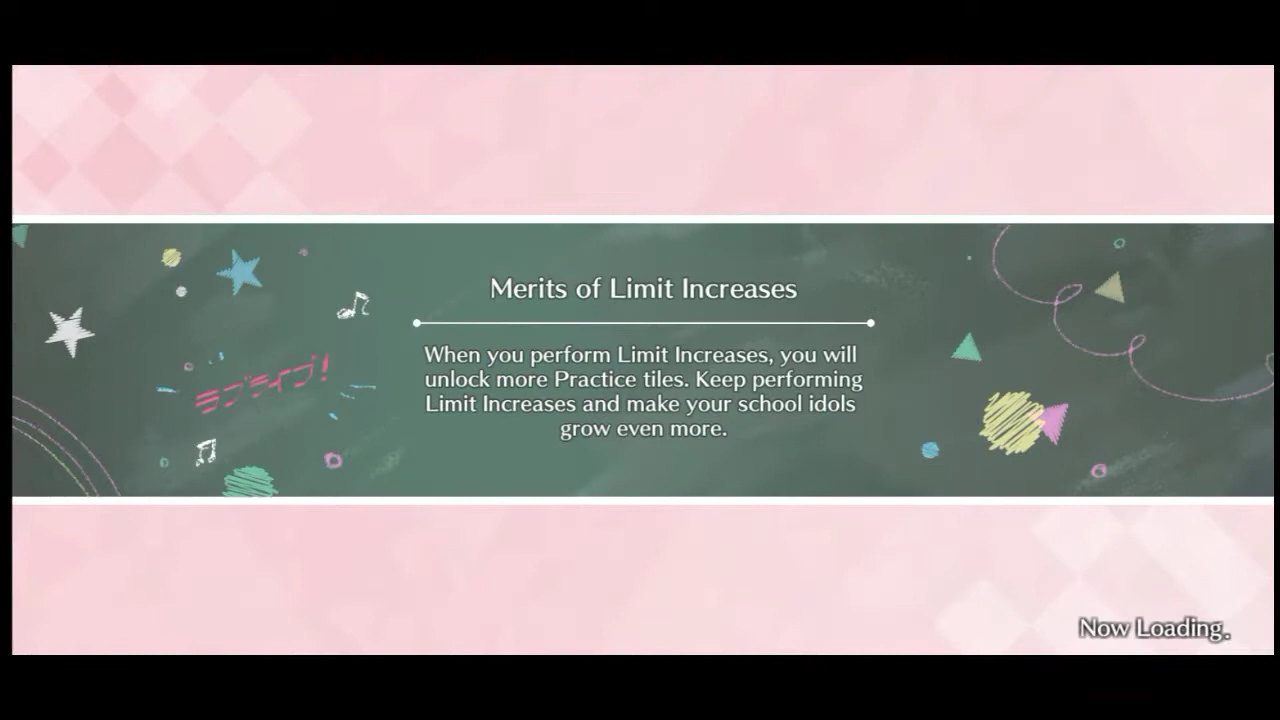 Merits of Limit Increases
ラブライブ!
When you perform Limit Increases, you will
unlock more Practice tiles. Keep performing
Limit Increases and make your school idols
grow even more.
Now Loading.